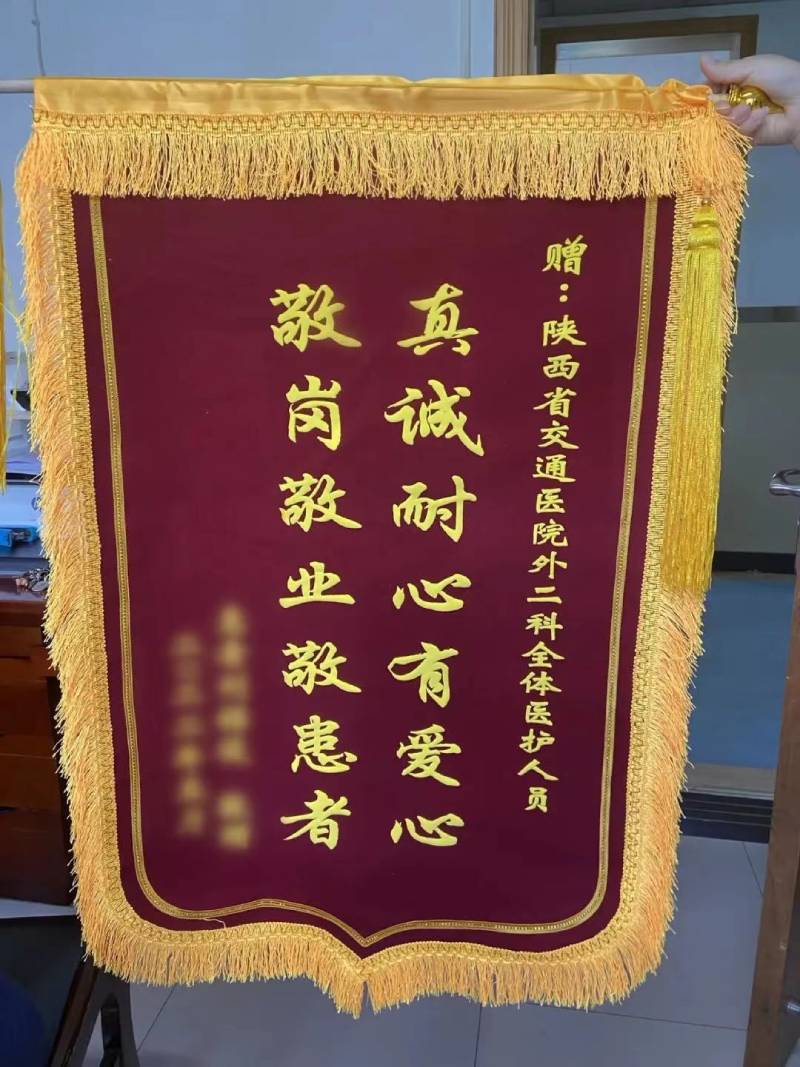 赠：陕西省交通医院外二科全体医护人员
真诚耐心有爱心
敬岗敬业敬患者